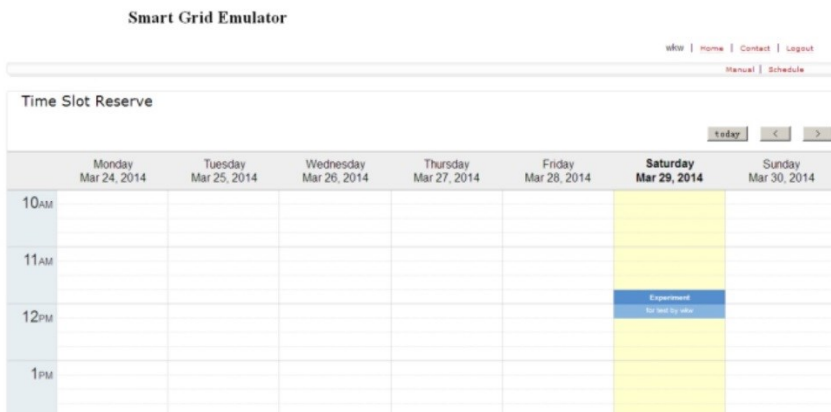 Smart Grid Emulator
wkw | Home | Contact | Logout
Manual | Schedule
Time Slot Reserve
today < >
Monday Tuesday Wednesday Thursday Friday Saturday Sunday
Mar 24, 2014 Mar 25, 2014 Mar 26, 2014 Mar 27, 2014 Mar 28, 2014 Mar 29, 2014 Mar 30, 2014
10AM
11AM
Experiment
for test by wkw
12PM
1PM